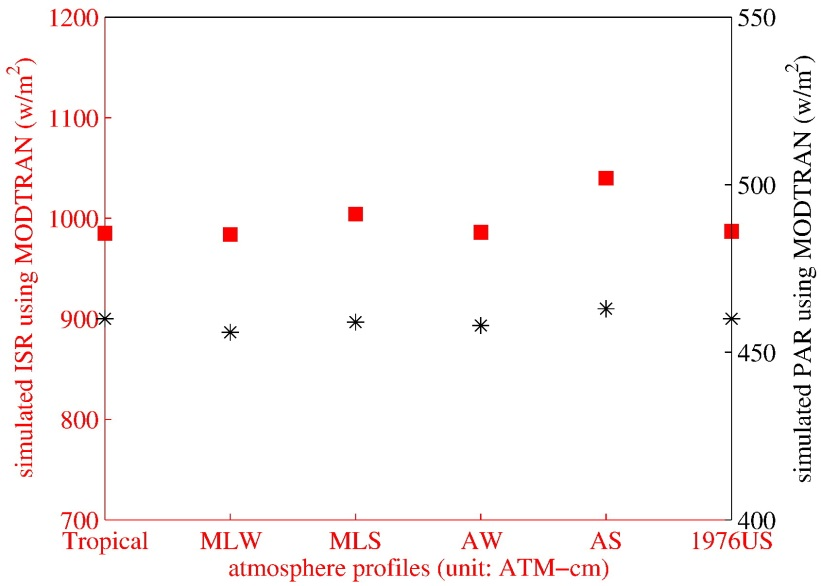 1200
1100
1000
900
800
700
simulated ISR using MODTRAN (w/m²)
550
500
450
400
simulated PAR using MODTRAN (w/m²)
Tropical MLW MLS AW AS 1976US
atmosphere profiles (unit: ATM−cm)